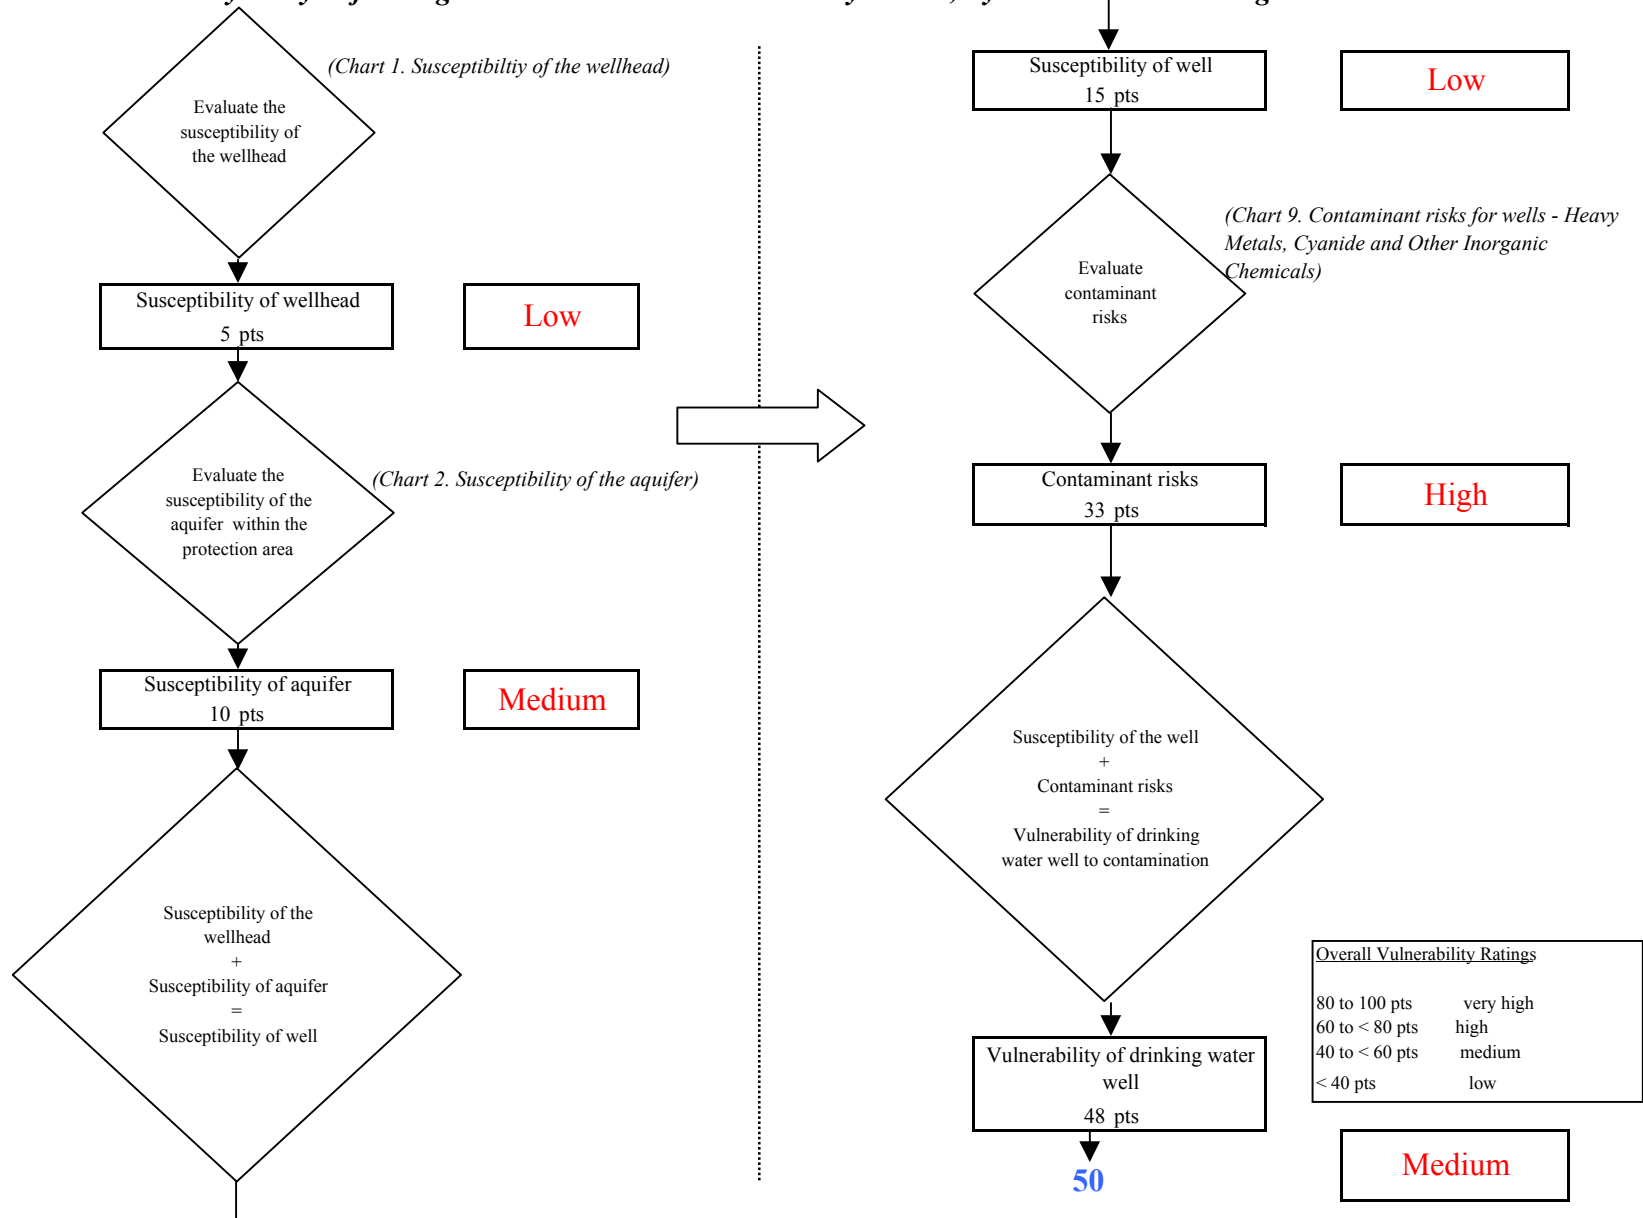 (Chart 1. Susceptibiltiy of the wellhead)
Evaluate the
susceptibility of
the wellhead
Susceptibility of wellhead
5 pts
Low
Evaluate the
susceptibility of the
aquifer within the
protection area
(Chart 2. Susceptibility of the aquifer)
Susceptibility of aquifer
10 pts
Medium
Susceptibility of the
wellhead
+
Susceptibility of aquifer
=
Susceptibility of well
Susceptibility of well
15 pts
Low
(Chart 9. Contaminant risks for wells - Heavy
Metals, Cyanide and Other Inorganic
Chemicals)
Evaluate
contaminant
risks
Contaminant risks
33 pts
High
Susceptibility of the well
+
Contaminant risks
=
Vulnerability of drinking
water well to contamination
Overall Vulnerability Ratings
80 to 100 pts very high
60 to < 80 pts high
40 to < 60 pts medium
< 40 pts low
Vulnerability of drinking water
well
48 pts
50
Medium